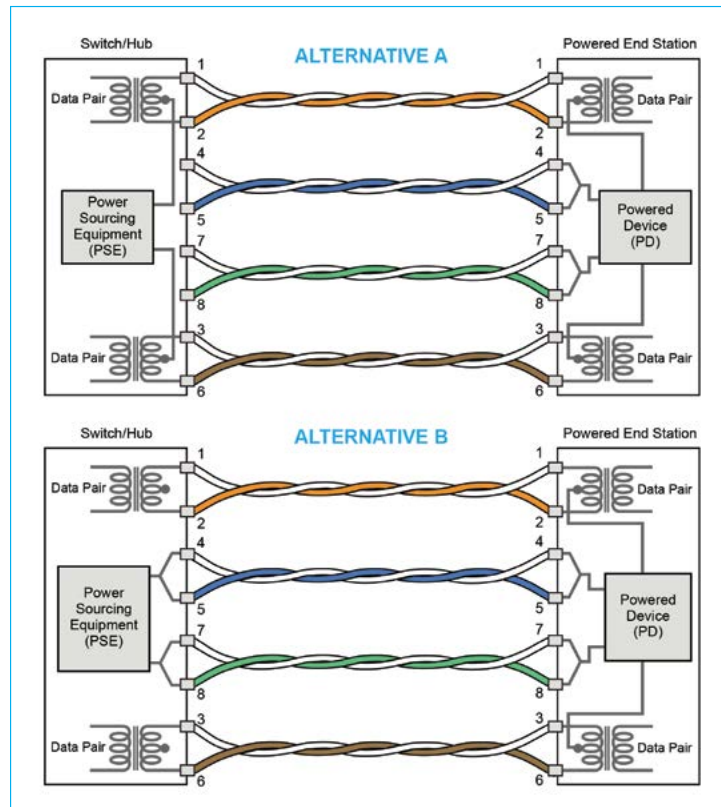 Switch/Hub
ALTERNATIVE A
Powered End Station
1
1
Data Pair
Data Pair
2
2
4
4
Power
Sourcing
Equipment
(PSE)
Powered
Device
(PD)
5
5
7
7
8
8
3
3
Data Pair
Data Pair
6
6
Switch/Hub
ALTERNATIVE B
Powered End Station
1
1
Data Pair
Data Pair
2
2
4
4
Power
Sourcing
Equipment
(PSE)
Powered
Device
(PD)
5
5
7
7
8
8
3
3
Data Pair
Data Pair
6
6